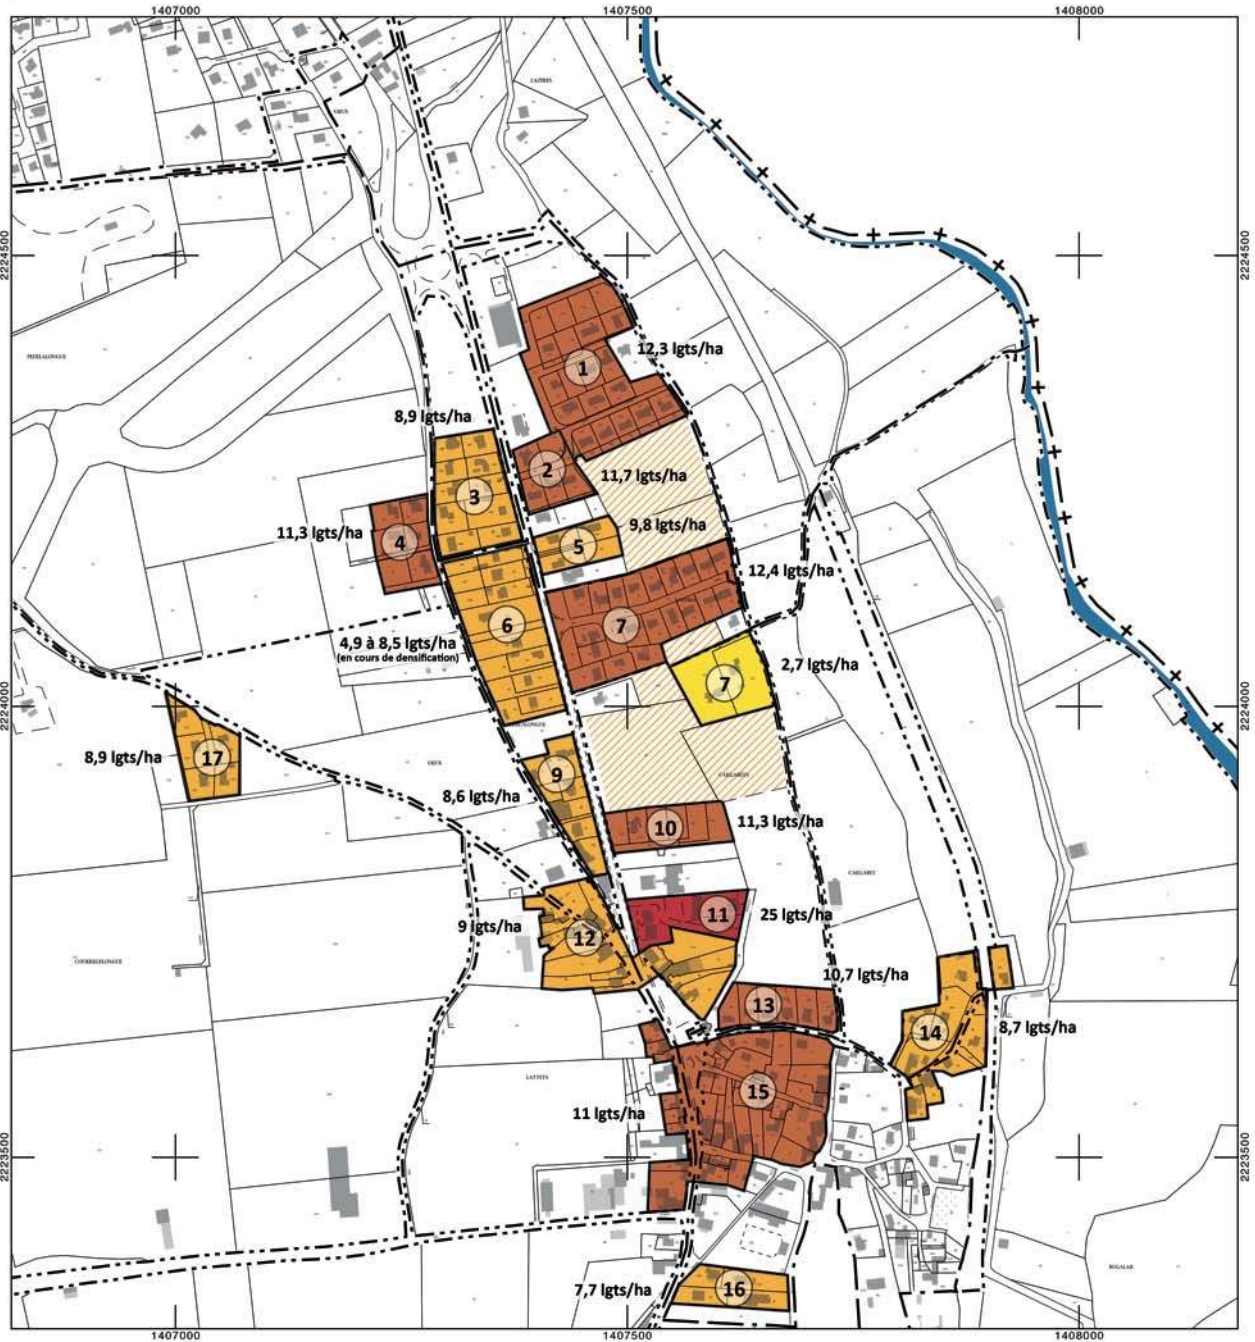 1407000
1407500
1408000
LAZERES
VIEUX
2224500
2224500
PEIRALONGUE
12,3 lgts/ha
1
8,9 lgts/ha
2
11,7 lgts/ha
3
9,8 lgts/ha
11,3 lgts/ha
4
5
12,4 lgts/ha
6
7
4,9 à 8,5 lgts/ha
(en cours de densification)
2,7 lgts/ha
7
2224000
2224000
8,9 lgts/ha
17
9
8,6 lgts/ha
10
11,3 lgts/ha
11
25 lgts/ha
9 lgts/ha
12
10,7 lgts/ha
13
14
8,7 lgts/ha
LATTETS
15
11 lgts/ha
2223500
2223500
BOGALAR
7,7 lgts/ha
16
1407000
1407500
1408000